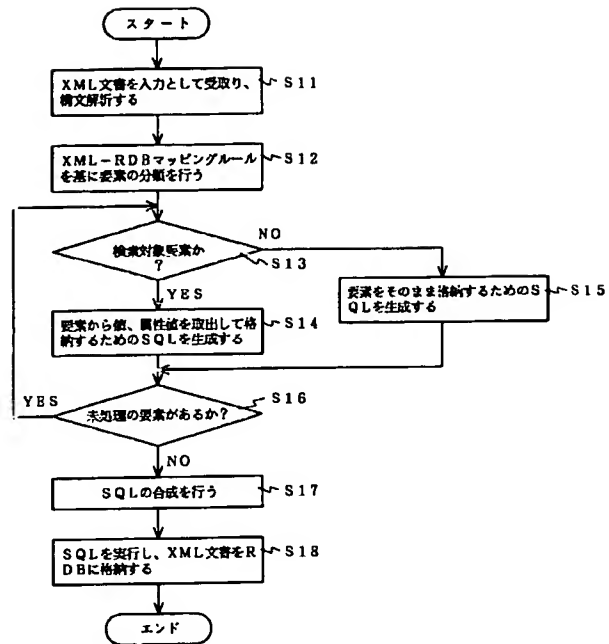 スタート
XML文書を入力として受取り、
構文解析する
S11
XML-RDBマッピングルール
を基に要素の分類を行う
S12
検索対象要素か
?
S13
NO
YES
要素から値、属性値を取出して格
納するためのSQLを生成する
S14
要素をそのまま格納するためのS
QLを生成する
S15
未処理の要素があるか?
S16
YES
NO
SQLの合成を行う
S17
SQLを実行し、XML文書をR
DBに格納する
S18
エンド